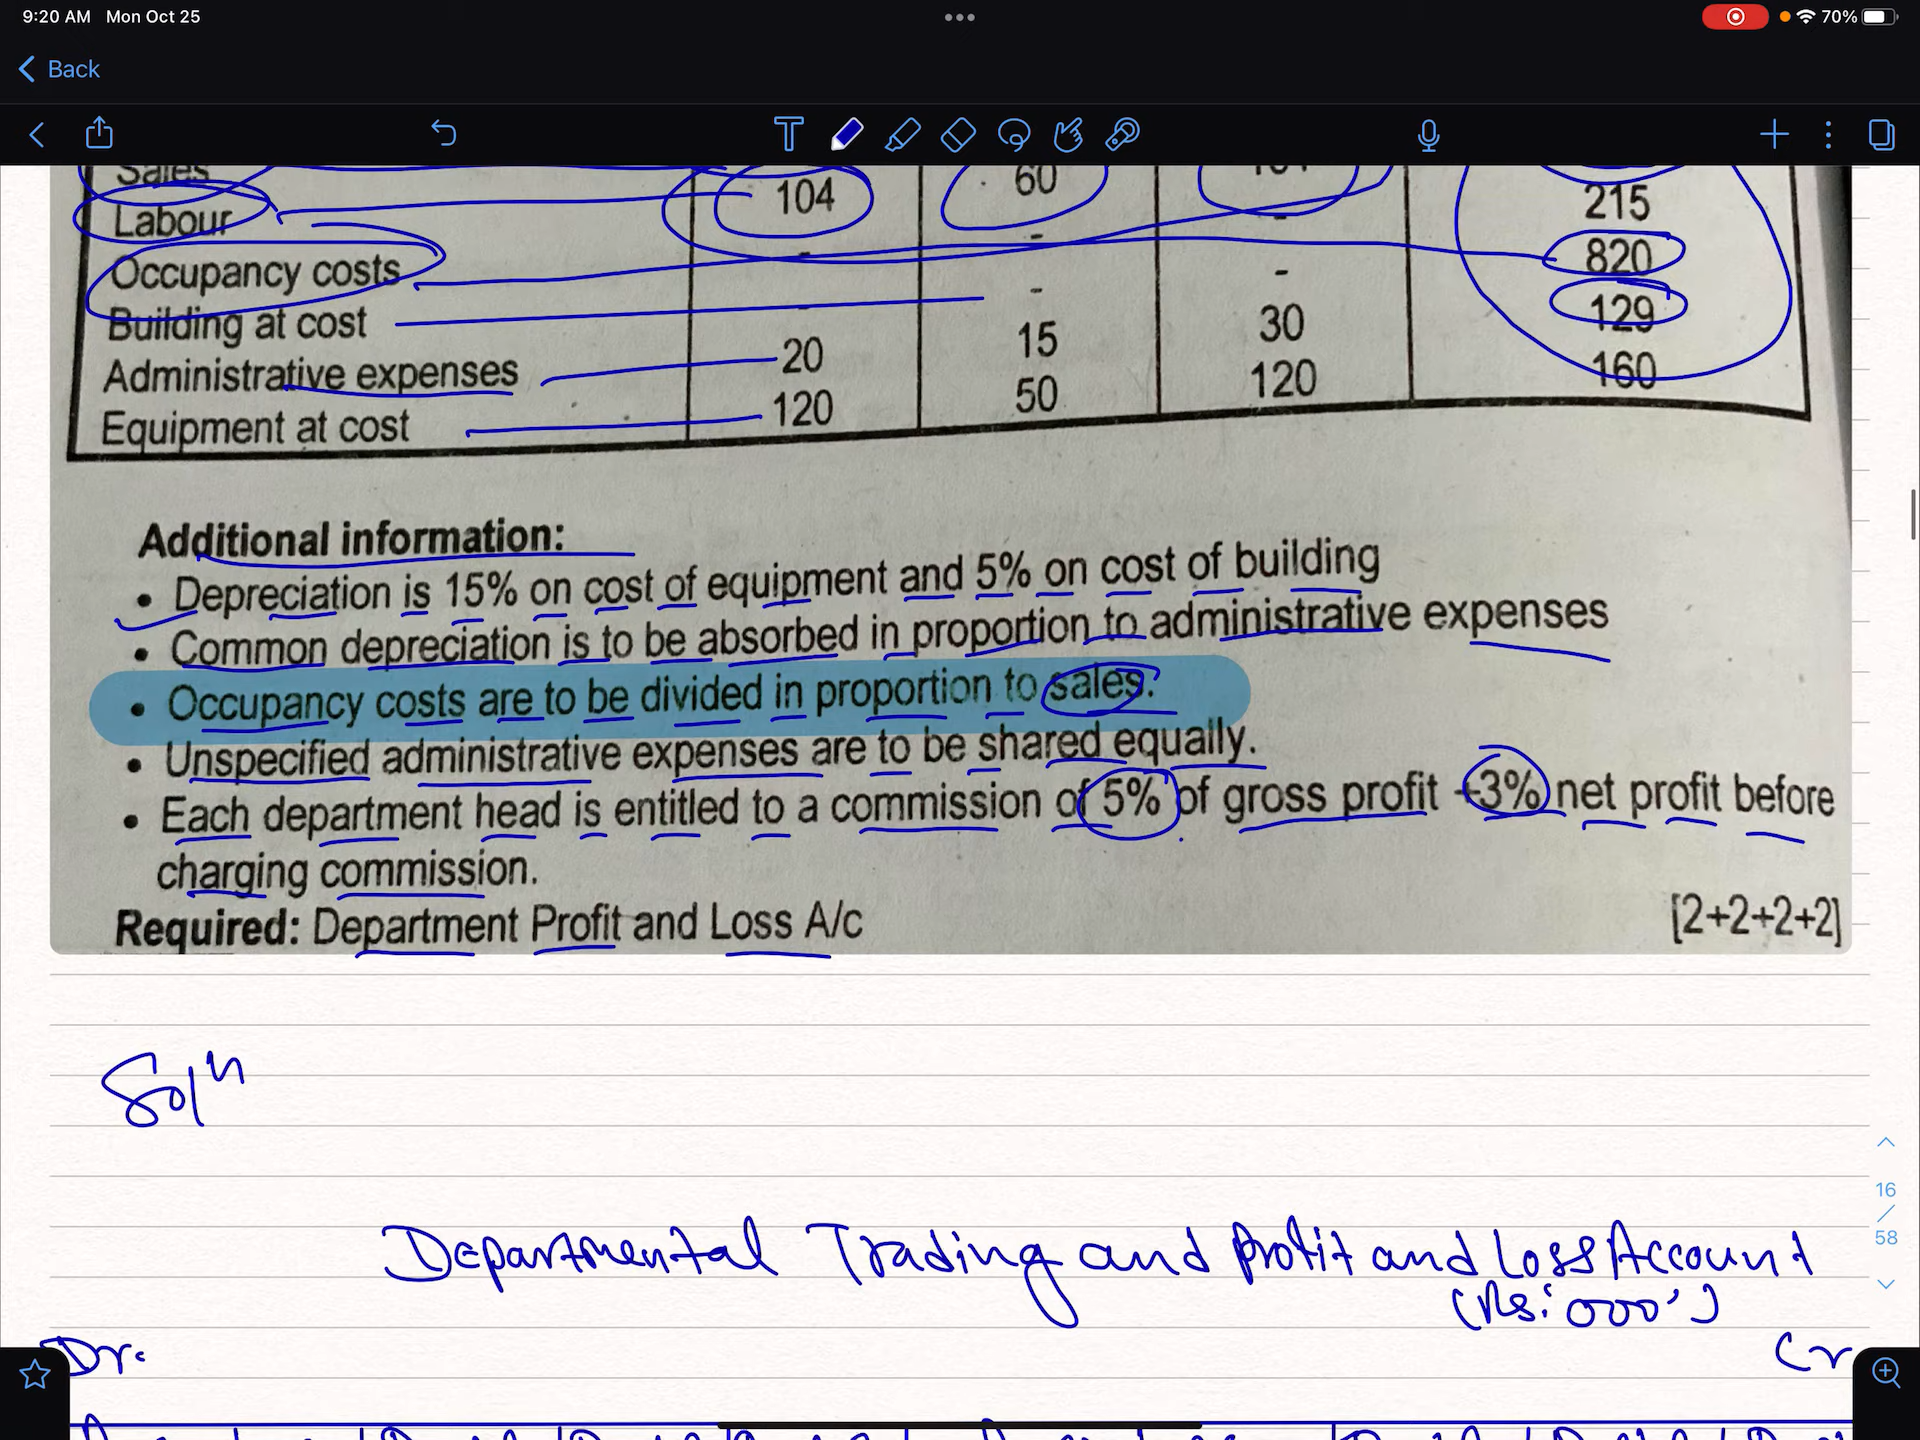 9:20 AM Mon Oct 25
70%
Back
Sales
Labour 104 60
Occupancy costs - - - 215
Building at cost - - - 820
Administrative expenses 20 15 30 129
Equipment at cost 120 50 120 160
Additional information:
• Depreciation is 15% on cost of equipment and 5% on cost of building
• Common depreciation is to be absorbed in proportion to administrative expenses
• Occupancy costs are to be divided in proportion to sales.
• Unspecified administrative expenses are to be shared equally.
• Each department head is entitled to a commission of 5% of gross profit +3% net profit before
charging commission.
Required: Department Profit and Loss A/c [2+2+2+2]
Soln
16
/
58
Departmental Trading and Profit and Loss Account
(Rs. '000')
Dr. Cr